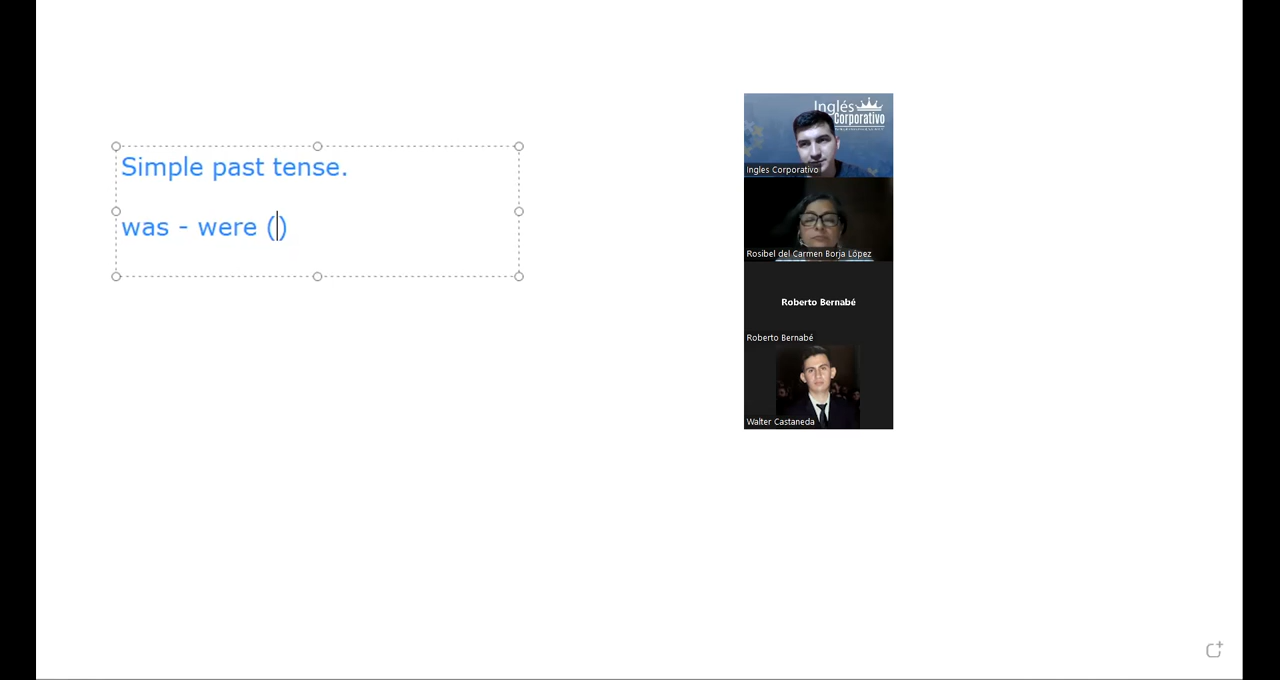 Simple past tense.
was - were ()
Inglés
Corporativo
Ingles Corporativo
Rosibel del Carmen Borja López
Roberto Bernabé
Roberto Bernabé
Walter Castaneda